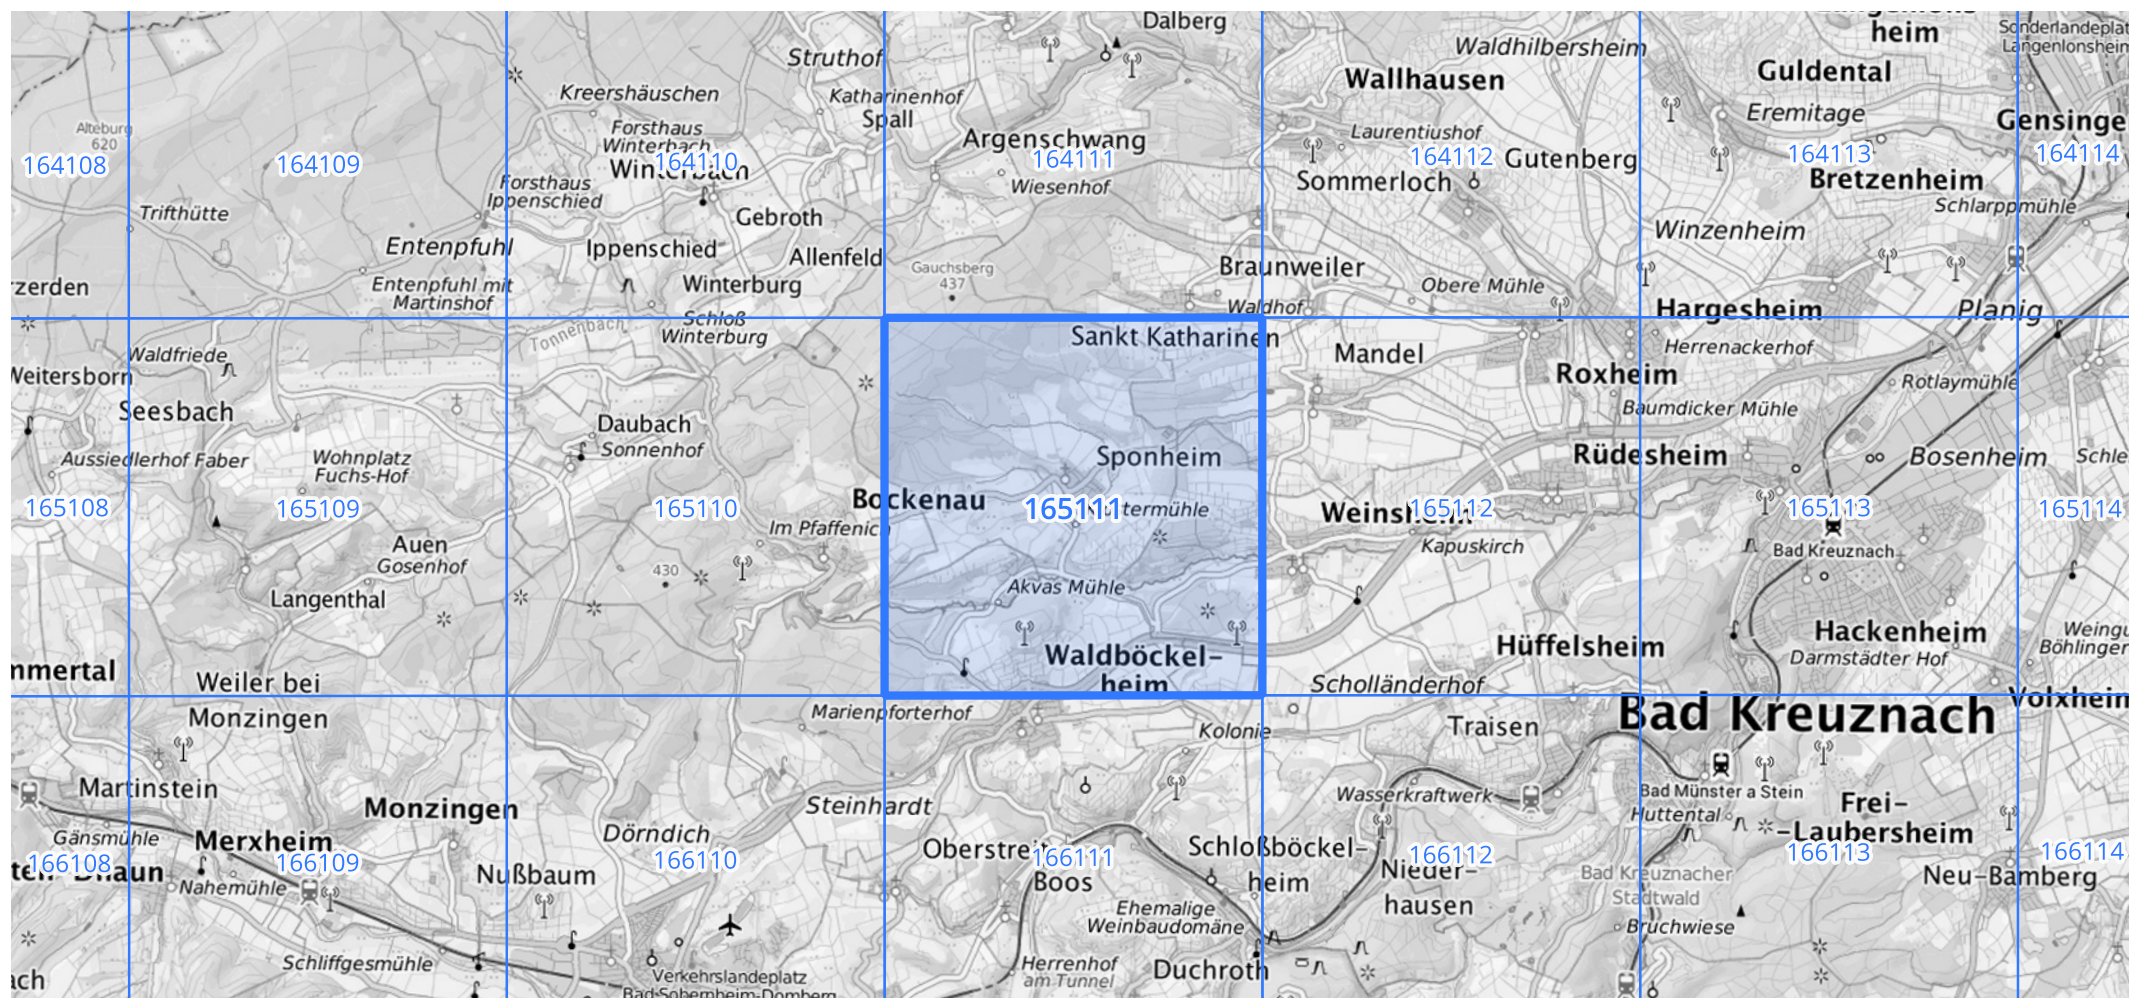 Dalberg
heim
Sonderlandeplat
Langenlonsheim
Struthof
Waldhilbersheim
Wallhausen
Guldental
Kreershäuschen
Katharinenhof
Spall
Eremitage
Gensinge
Alteburg
620
Forsthaus
Winterbach
Winterbach
Argenschwang
Laurentiushof
Gutenberg
164108
164109
164110
164111
164112
164113
164114
Forsthaus
Ippenschied
Wiesenhof
Sommerloch
Bretzenheim
Schlarppmühle
Trifthütte
Gebroth
Winzenheim
Entenpfuhl
Ippenschied
Allenfeld
Gauchsberg
437
Braunweiler
rzerden
Entenpfuhl mit
Martinshof
Winterburg
Obere Mühle
Waldhof
Hargesheim
Planig
Tonnenbach
Schloß
Winterburg
Sankt Katharinen
Mandel
Herrenackerhof
Waldfriede
Weitersborn
Roxheim
Rotlaymühle
Seesbach
Daubach
Sonnenhof
Baumdicker Mühle
Aussiedlerhof Faber
Wohnplatz
Fuchs-Hof
Sponheim
Rüdesheim
Bosenheim
Schle
Bockenau
165108
165109
165110
165111
165112
165113
165114
stermühle
Weinsheim
Im Pfaffenich
Auen
Gosenhof
Kapuskirch
Bad Kreuznach
430
Langenthal
Akvas Mühle
Hüffelsheim
Hackenheim
Darmstädter Hof
Weingu
Böhlinger
mmertal
Weiler bei
Monzingen
Waldböckel-
heim
Scholländerhof
Volxheim
Marienpforterhof
Kolonie
Traisen
Bad Kreuznach
Martinstein
Monzingen
Steinhardt
Wasserkraftwerk
Bad Münster a Stein
Huttental
Frei-
-Laubersheim
Gänsmühle
Merxheim
Dörndich
Oberstreit
Schloßböckel-
heim
166108
166109
166110
166111
166112
166113
166114
Nahemühle
Nußbaum
Boos
Nieder-
hausen
Bad Kreuznacher
Stadtwald
Neu-Bamberg
Ehemalige
Weinbaudomäne
Bruchwiese
Schliffgesmühle
Verkehrslandeplatz
Bad Sobernheim-Domberg
Herrenhof
am Tunnel
Duchroth
ach